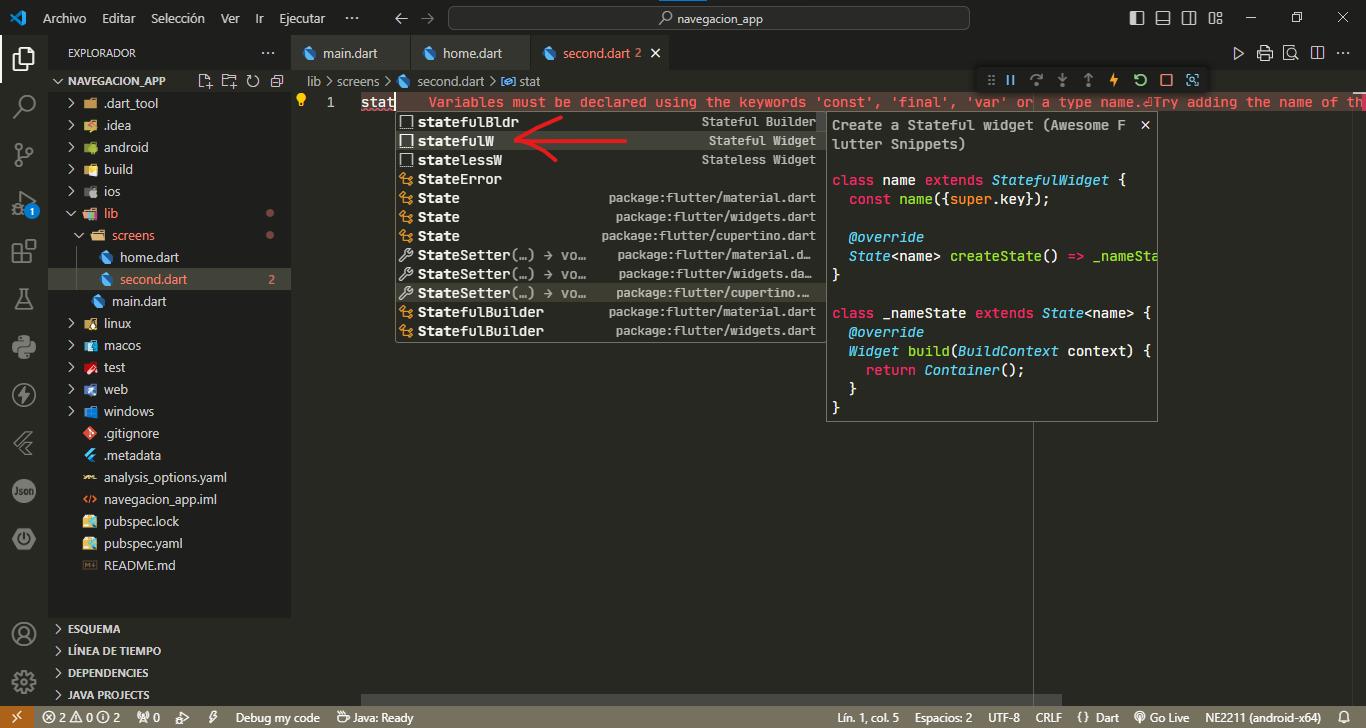 Archivo Editar Selección Ver Ir Ejecutar ··· navegacion_app
EXPLORADOR ···
main.dart home.dart second.dart 2
NAVEGACION_APP
lib > screens > second.dart > stat
.dart_tool
.idea
android
build
ios
lib
screens
home.dart
second.dart 2
main.dart
linux
macos
test
web
windows
.gitignore
.metadata
analysis_options.yaml
navegacion_app.iml
pubspec.lock
pubspec.yaml
README.md
ESQUEMA
LÍNEA DE TIEMPO
DEPENDENCIES
JAVA PROJECTS
1
Json
1 stat Variables must be declared using the keywords 'const', 'final', 'var' or a type name.⏎Try adding the name of th
statefulBldr Stateful Builder
statefulW Stateful Widget
statelessW Stateless Widget
StateError
State package:flutter/material.dart
State package:flutter/widgets.dart
State package:flutter/cupertino.dart
StateSetter(…) → vo… package:flutter/material.d…
StateSetter(…) → vo… package:flutter/widgets.da…
StateSetter(…) → vo… package:flutter/cupertino.…
StatefulBuilder package:flutter/material.dart
StatefulBuilder package:flutter/widgets.dart
Create a Stateful widget (Awesome F
lutter Snippets)
class name extends StatefulWidget {
const name({super.key});
@override
State<name> createState() => _nameSta
}
class _nameState extends State<name> {
@override
Widget build(BuildContext context) {
return Container();
}
}
2 0 2 0 Debug my code Java: Ready Lín. 1, col. 5 Espacios: 2 UTF-8 CRLF {} Dart Go Live NE2211 (android-x64)